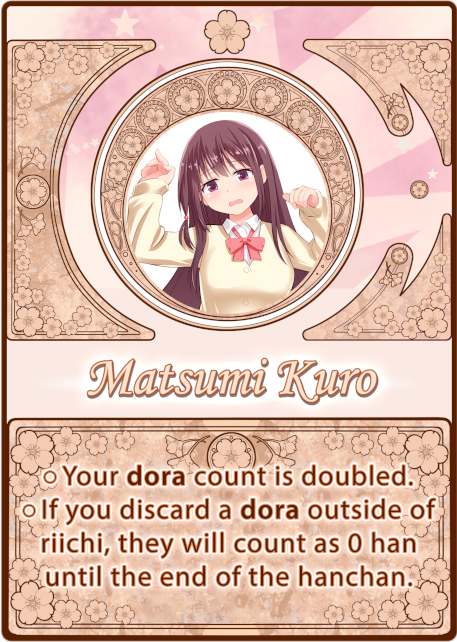 Matsumi Kuro
○ Your dora count is doubled.
○ If you discard a dora outside of
riichi, they will count as 0 han
until the end of the hanchan.